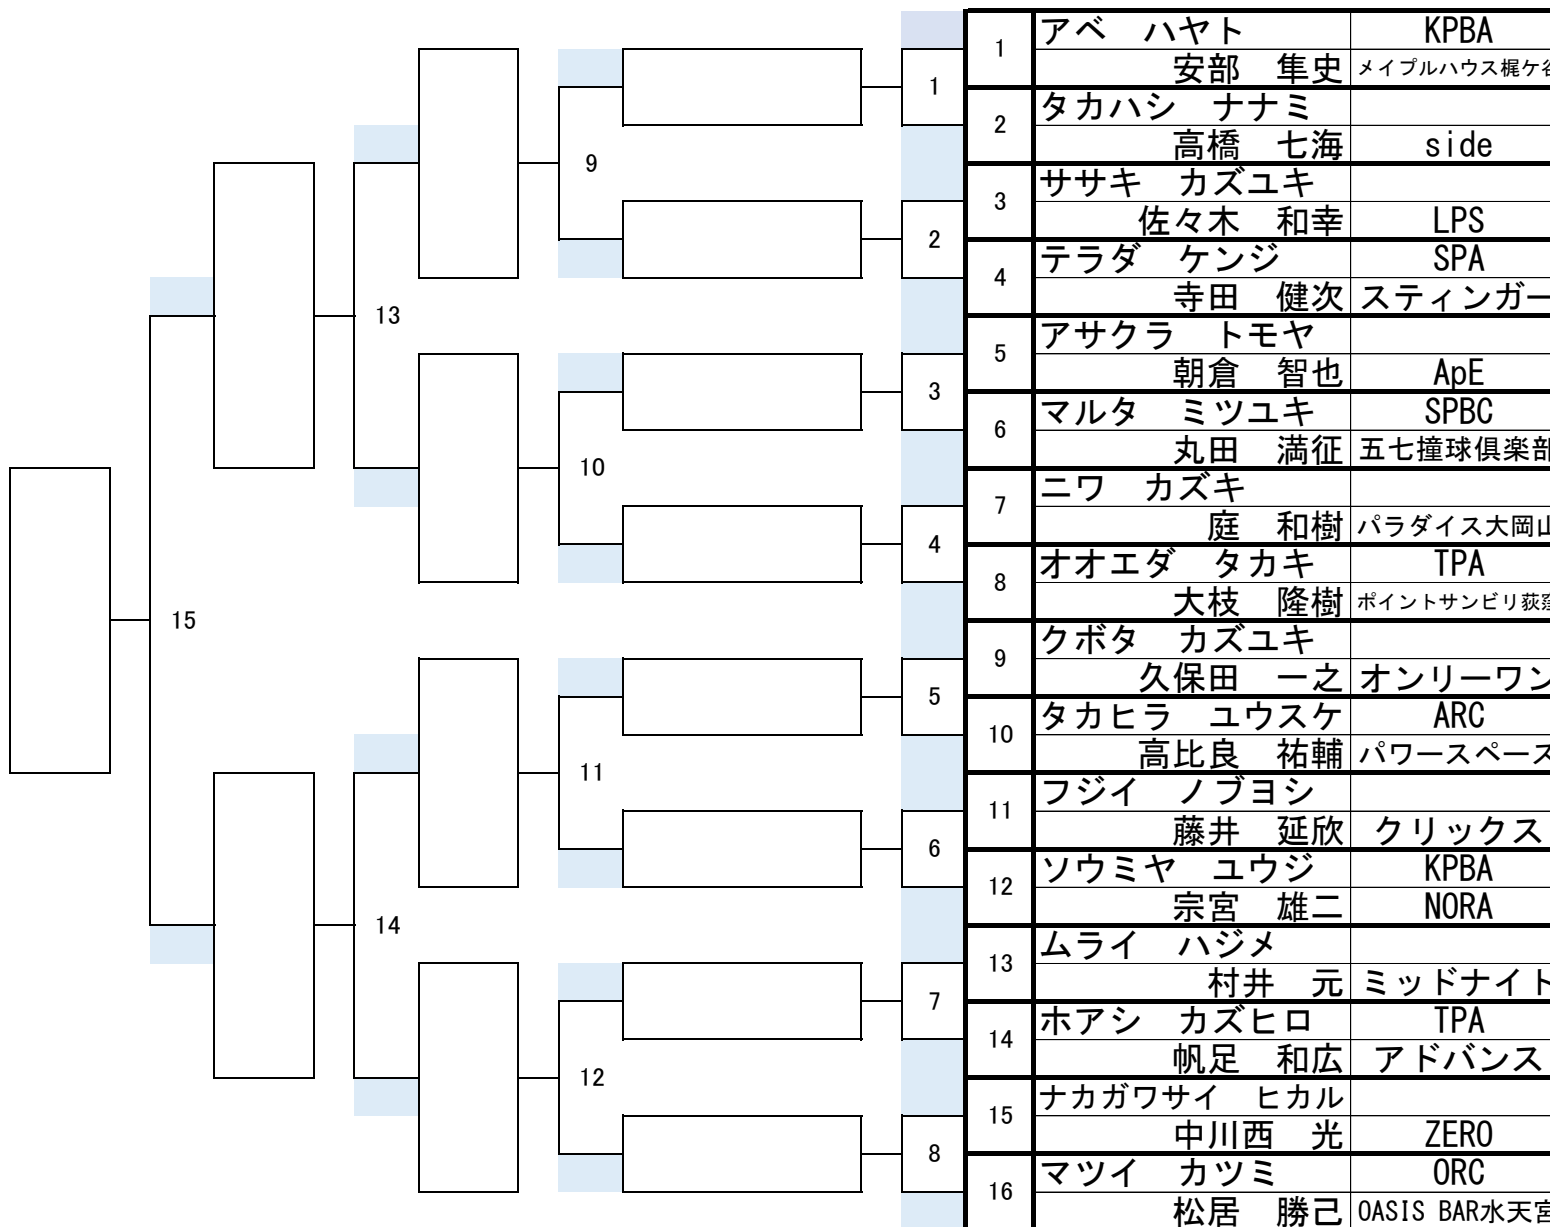 1 アベ ハヤト KPBA
安部 隼史 メイプルハウス梶ケ谷
2 タカハシ ナナミ
高橋 七海 side
3 ササキ カズユキ
佐々木 和幸 LPS
4 テラダ ケンジ SPA
寺田 健次 スティンガー
5 アサクラ トモヤ
朝倉 智也 ApE
6 マルタ ミツユキ SPBC
丸田 満征 五七撞球倶楽部
7 ニワ カズキ
庭 和樹 パラダイス大岡山
8 オオエダ タカキ TPA
大枝 隆樹 ポイントサンビリ荻窪
9 クボタ カズユキ
久保田 一之 オンリーワン
10 タカヒラ ユウスケ ARC
高比良 祐輔 パワースペース
11 フジイ ノブヨシ
藤井 延欣 クリックス
12 ソウミヤ ユウジ KPBA
宗宮 雄二 NORA
13 ムライ ハジメ
村井 元 ミッドナイト
14 ホアシ カズヒロ TPA
帆足 和広 アドバンス
15 ナカガワサイ ヒカル
中川西 光 ZERO
16 マツイ カツミ ORC
松居 勝己 OASIS BAR水天宮
1
2
3
4
5
6
7
8
9
10
11
12
13
14
15